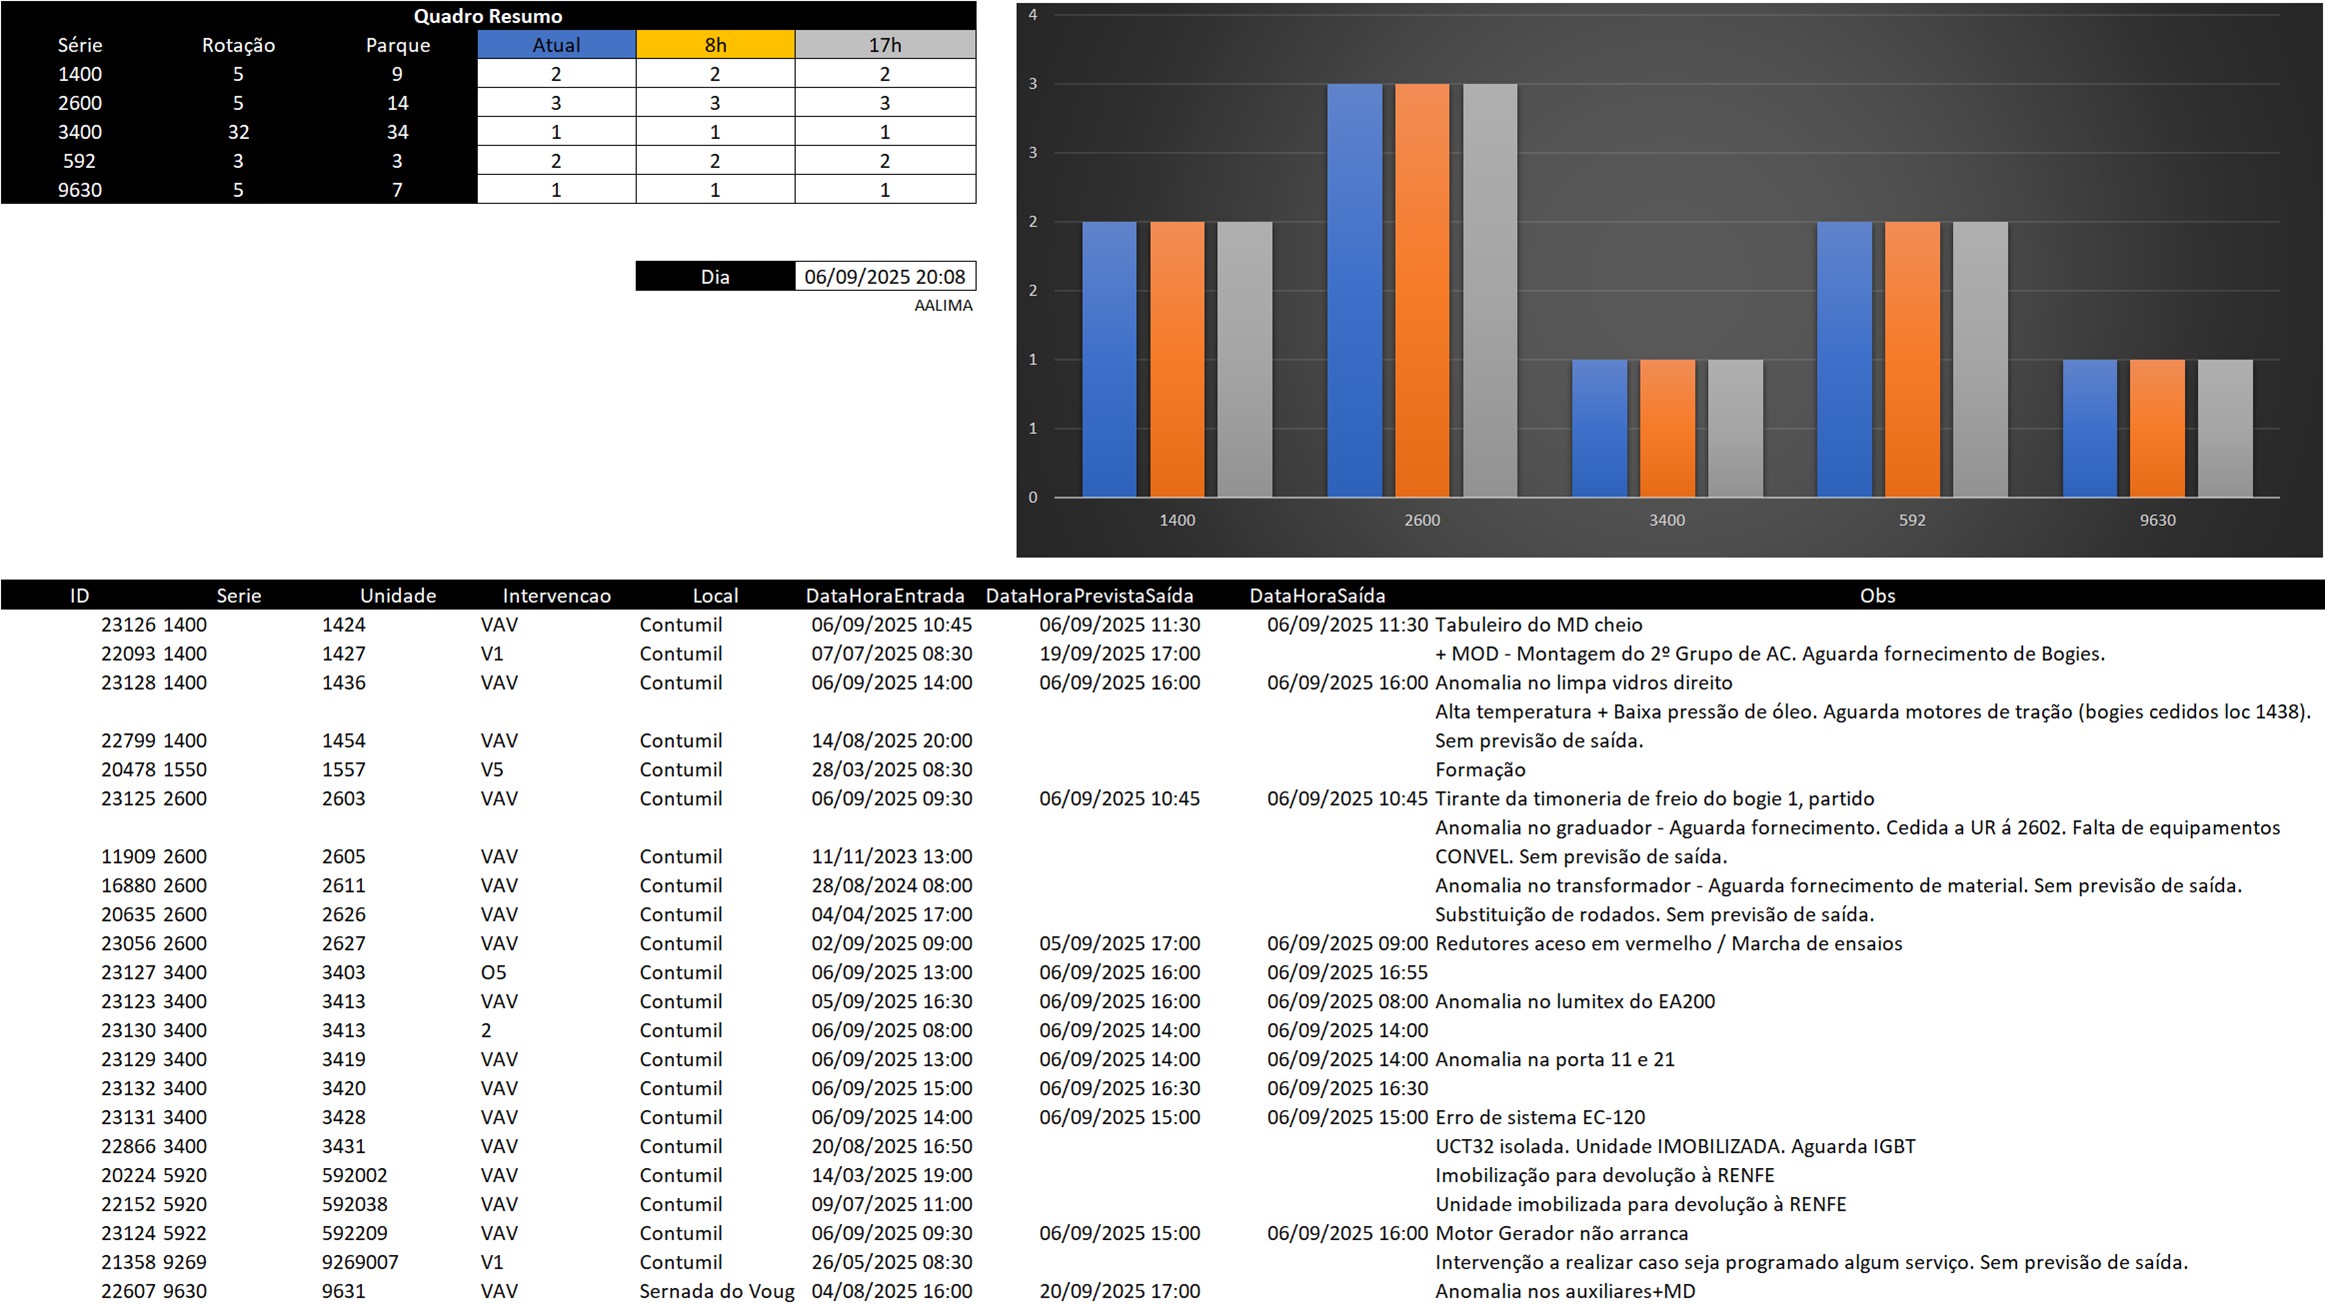 Quadro Resumo
Série Rotação Parque Atual 8h 17h
1400 5 9 2 2 2
2600 5 14 3 3 3
3400 32 34 1 1 1
592 3 3 2 2 2
9630 5 7 1 1 1
Dia 06/09/2025 20:08
AALIMA
4
3
3
2
2
1
1
0
1400 2600 3400 592 9630
ID Serie Unidade Intervencao Local DataHoraEntrada DataHoraPrevistaSaída DataHoraSaída Obs
23126 1400 1424 VAV Contumil 06/09/2025 10:45 06/09/2025 11:30 06/09/2025 11:30 Tabuleiro do MD cheio
22093 1400 1427 V1 Contumil 07/07/2025 08:30 19/09/2025 17:00 + MOD - Montagem do 2º Grupo de AC. Aguarda fornecimento de Bogies.
23128 1400 1436 VAV Contumil 06/09/2025 14:00 06/09/2025 16:00 06/09/2025 16:00 Anomalia no limpa vidros direito
Alta temperatura + Baixa pressão de óleo. Aguarda motores de tração (bogies cedidos loc 1438).
22799 1400 1454 VAV Contumil 14/08/2025 20:00 Sem previsão de saída.
20478 1550 1557 V5 Contumil 28/03/2025 08:30 Formação
23125 2600 2603 VAV Contumil 06/09/2025 09:30 06/09/2025 10:45 06/09/2025 10:45 Tirante da timoneria de freio do bogie 1, partido
Anomalia no graduador - Aguarda fornecimento. Cedida a UR á 2602. Falta de equipamentos
11909 2600 2605 VAV Contumil 11/11/2023 13:00 CONVEL. Sem previsão de saída.
16880 2600 2611 VAV Contumil 28/08/2024 08:00 Anomalia no transformador - Aguarda fornecimento de material. Sem previsão de saída.
20635 2600 2626 VAV Contumil 04/04/2025 17:00 Substituição de rodados. Sem previsão de saída.
23056 2600 2627 VAV Contumil 02/09/2025 09:00 05/09/2025 17:00 06/09/2025 09:00 Redutores aceso em vermelho / Marcha de ensaios
23127 3400 3403 O5 Contumil 06/09/2025 13:00 06/09/2025 16:00 06/09/2025 16:55
23123 3400 3413 VAV Contumil 05/09/2025 16:30 06/09/2025 16:00 06/09/2025 08:00 Anomalia no lumitex do EA200
23130 3400 3413 2 Contumil 06/09/2025 08:00 06/09/2025 14:00 06/09/2025 14:00
23129 3400 3419 VAV Contumil 06/09/2025 13:00 06/09/2025 14:00 06/09/2025 14:00 Anomalia na porta 11 e 21
23132 3400 3420 VAV Contumil 06/09/2025 15:00 06/09/2025 16:30 06/09/2025 16:30
23131 3400 3428 VAV Contumil 06/09/2025 14:00 06/09/2025 15:00 06/09/2025 15:00 Erro de sistema EC-120
22866 3400 3431 VAV Contumil 20/08/2025 16:50 UCT32 isolada. Unidade IMOBILIZADA. Aguarda IGBT
20224 5920 592002 VAV Contumil 14/03/2025 19:00 Imobilização para devolução à RENFE
22152 5920 592038 VAV Contumil 09/07/2025 11:00 Unidade imobilizada para devolução à RENFE
23124 5922 592209 VAV Contumil 06/09/2025 09:30 06/09/2025 15:00 06/09/2025 16:00 Motor Gerador não arranca
21358 9269 9269007 V1 Contumil 26/05/2025 08:30 Intervenção a realizar caso seja programado algum serviço. Sem previsão de saída.
22607 9630 9631 VAV Sernada do Voug 04/08/2025 16:00 20/09/2025 17:00 Anomalia nos auxiliares+MD